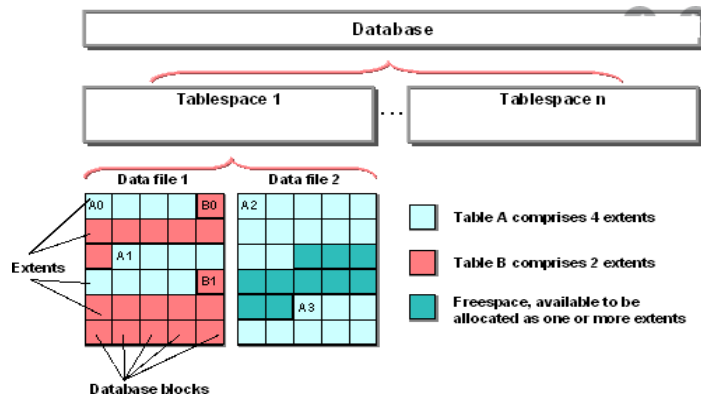 Database
Tablespace 1
...
Tablespace n
Data file 1
Data file 2
A0
B0
A2
A1
B1
A3
Extents
Database blocks
Table A comprises 4 extents
Table B comprises 2 extents
Freespace, available to be
allocated as one or more extents